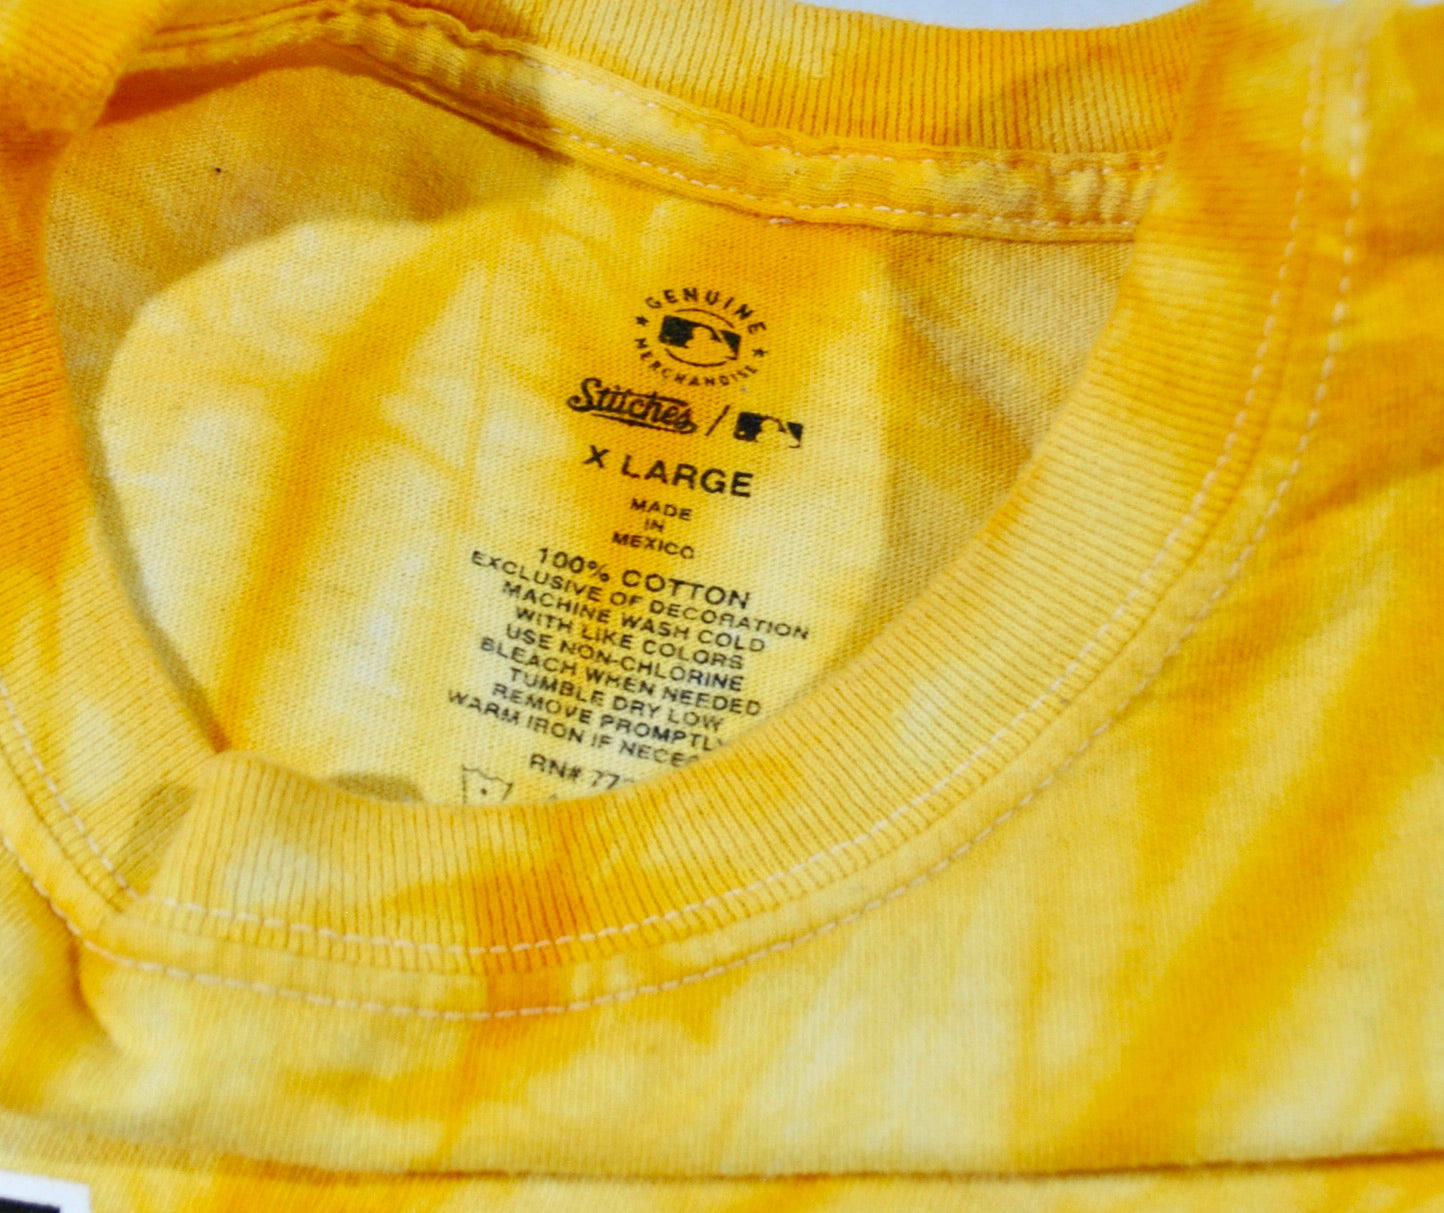 GENUINE
MERCHANDISE
Stitches /
X LARGE
MADE
IN
MEXICO
100% COTTON
EXCLUSIVE OF DECORATION
MACHINE WASH COLD
WITH LIKE COLORS
USE NON-CHLORINE
BLEACH WHEN NEEDED
TUMBLE DRY LOW
REMOVE PROMPTLY
WARM IRON IF
RN#